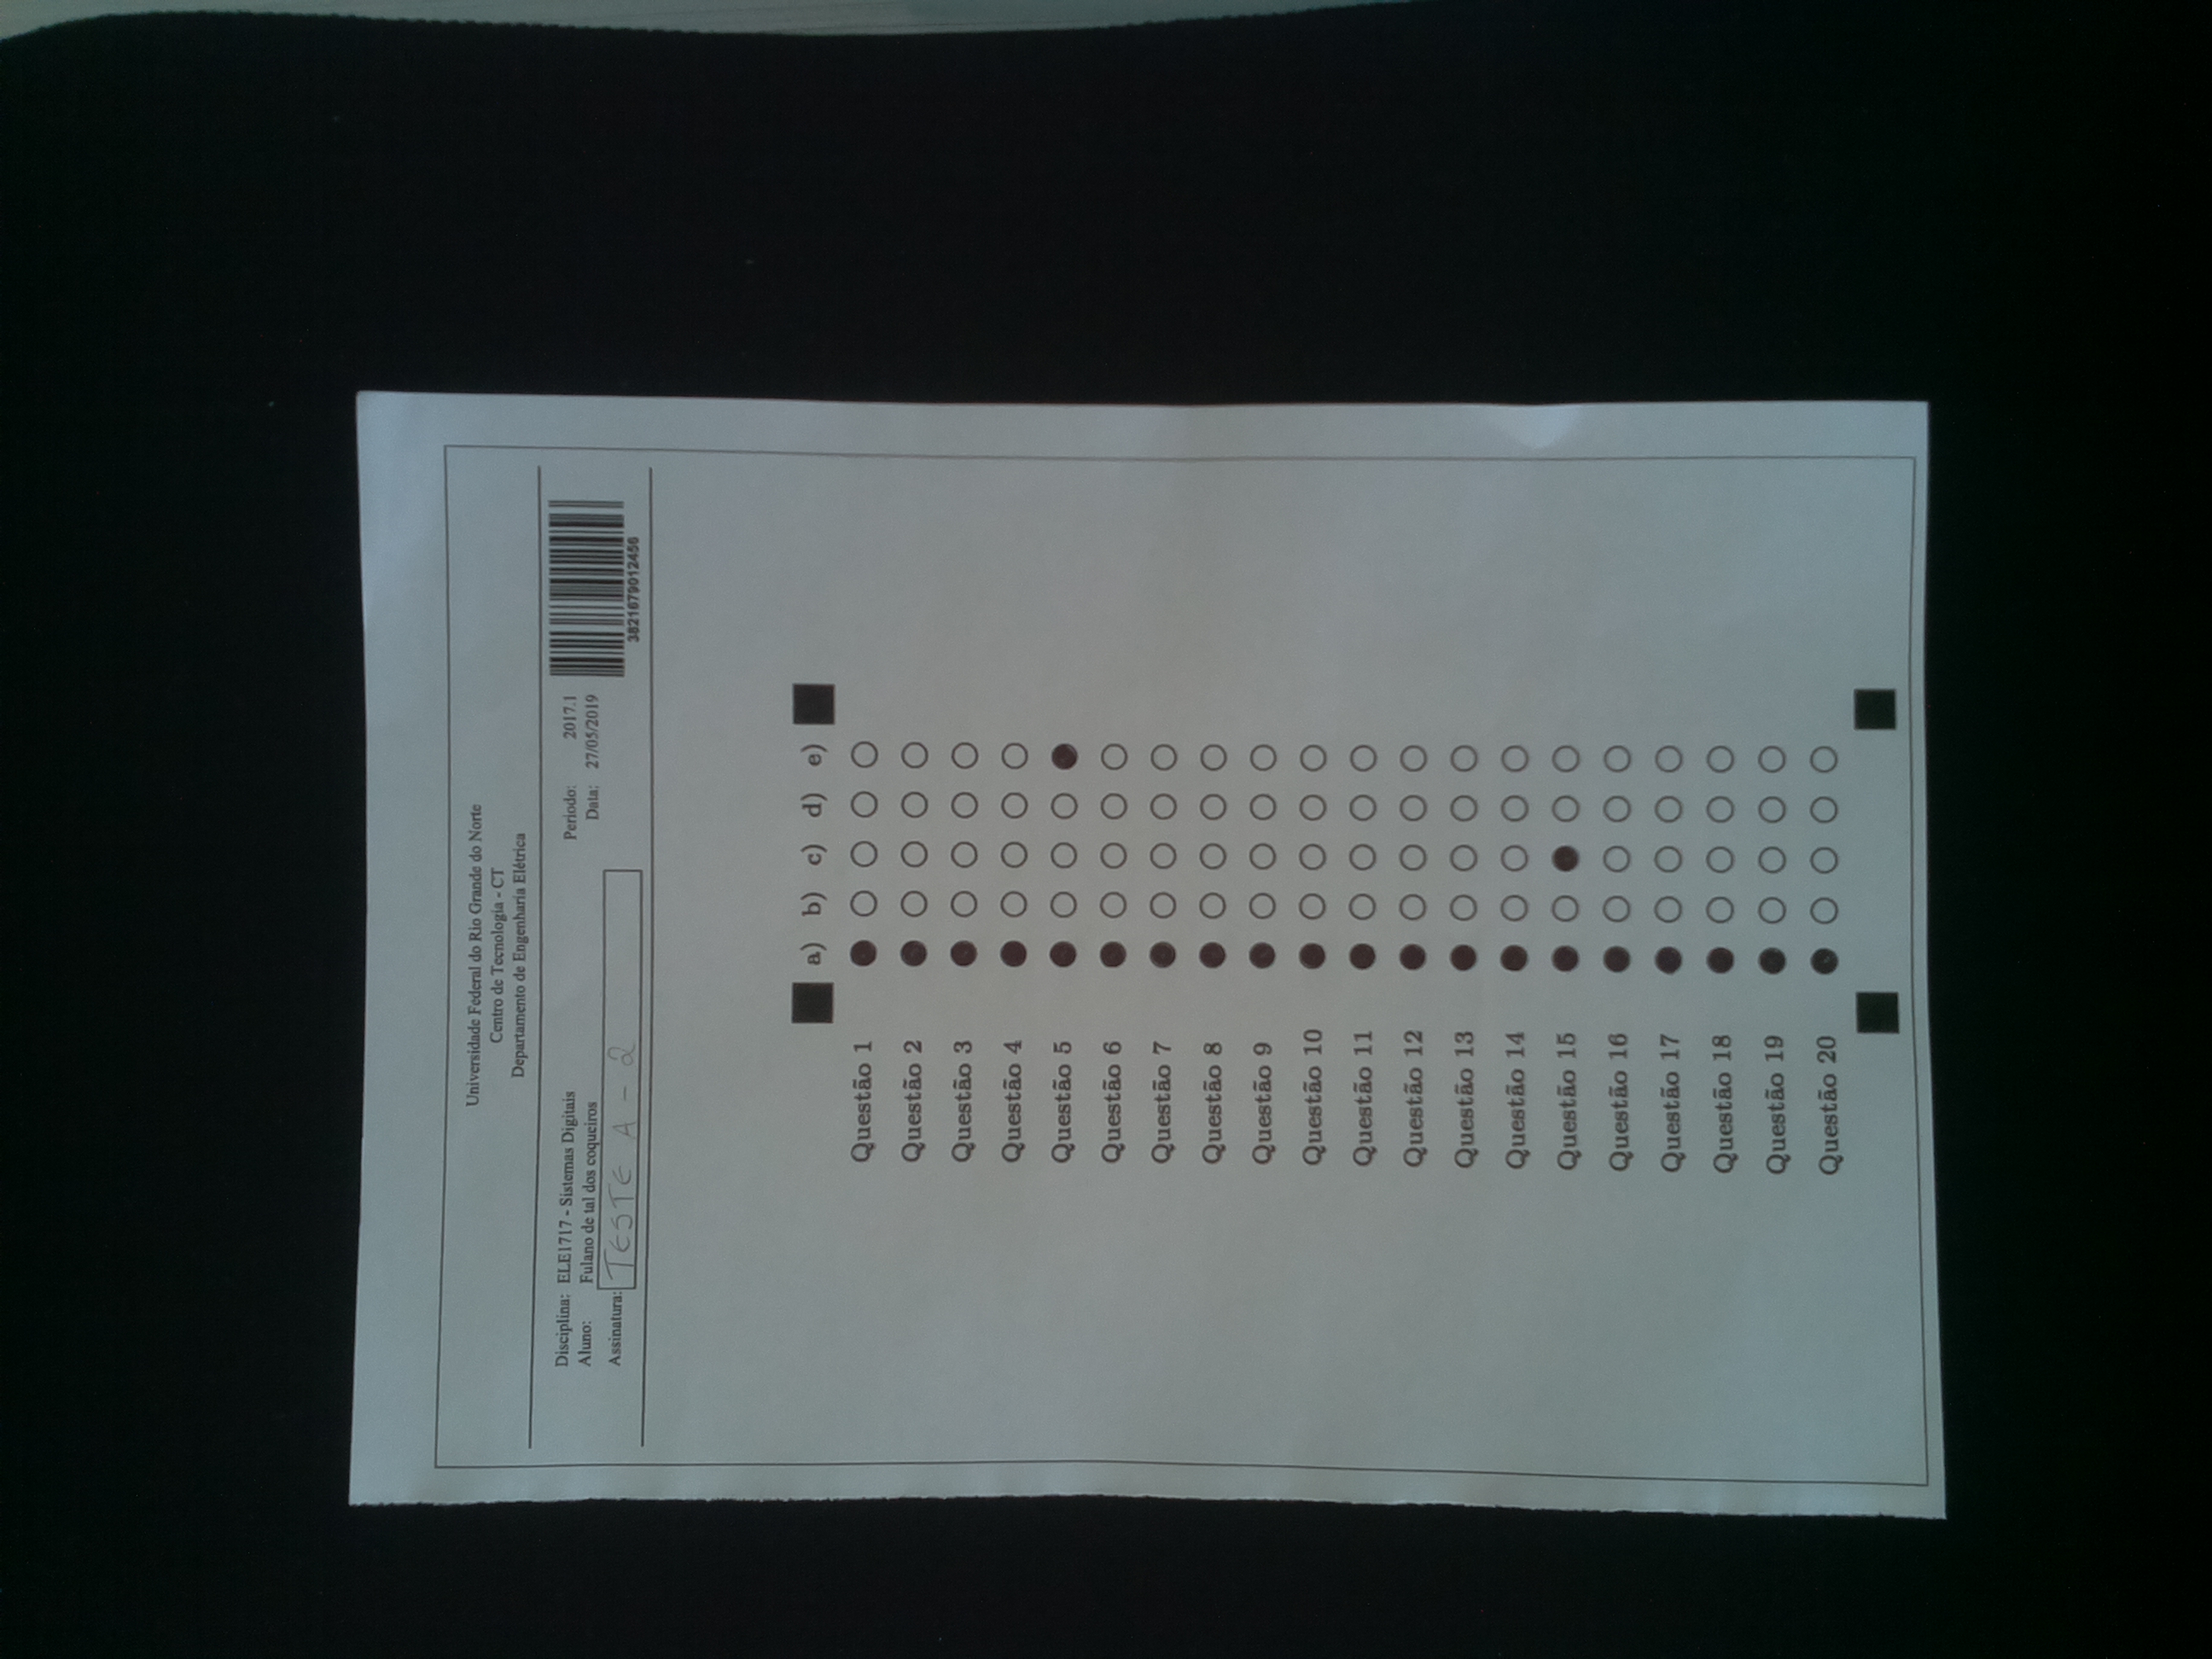 Universidade Federal do Rio Grande do Norte
Centro de Tecnologia - CT
Departamento de Engenharia Elétrica
Disciplina: ELE1717 - Sistemas Digitais Período: 2017.1
Aluno: Fulano de tal dos coqueiros Data: 27/05/2019
Assinatura: TESTE A - 2
3821679012456
a) b) c) d) e)
Questão 1
Questão 2
Questão 3
Questão 4
Questão 5
Questão 6
Questão 7
Questão 8
Questão 9
Questão 10
Questão 11
Questão 12
Questão 13
Questão 14
Questão 15
Questão 16
Questão 17
Questão 18
Questão 19
Questão 20